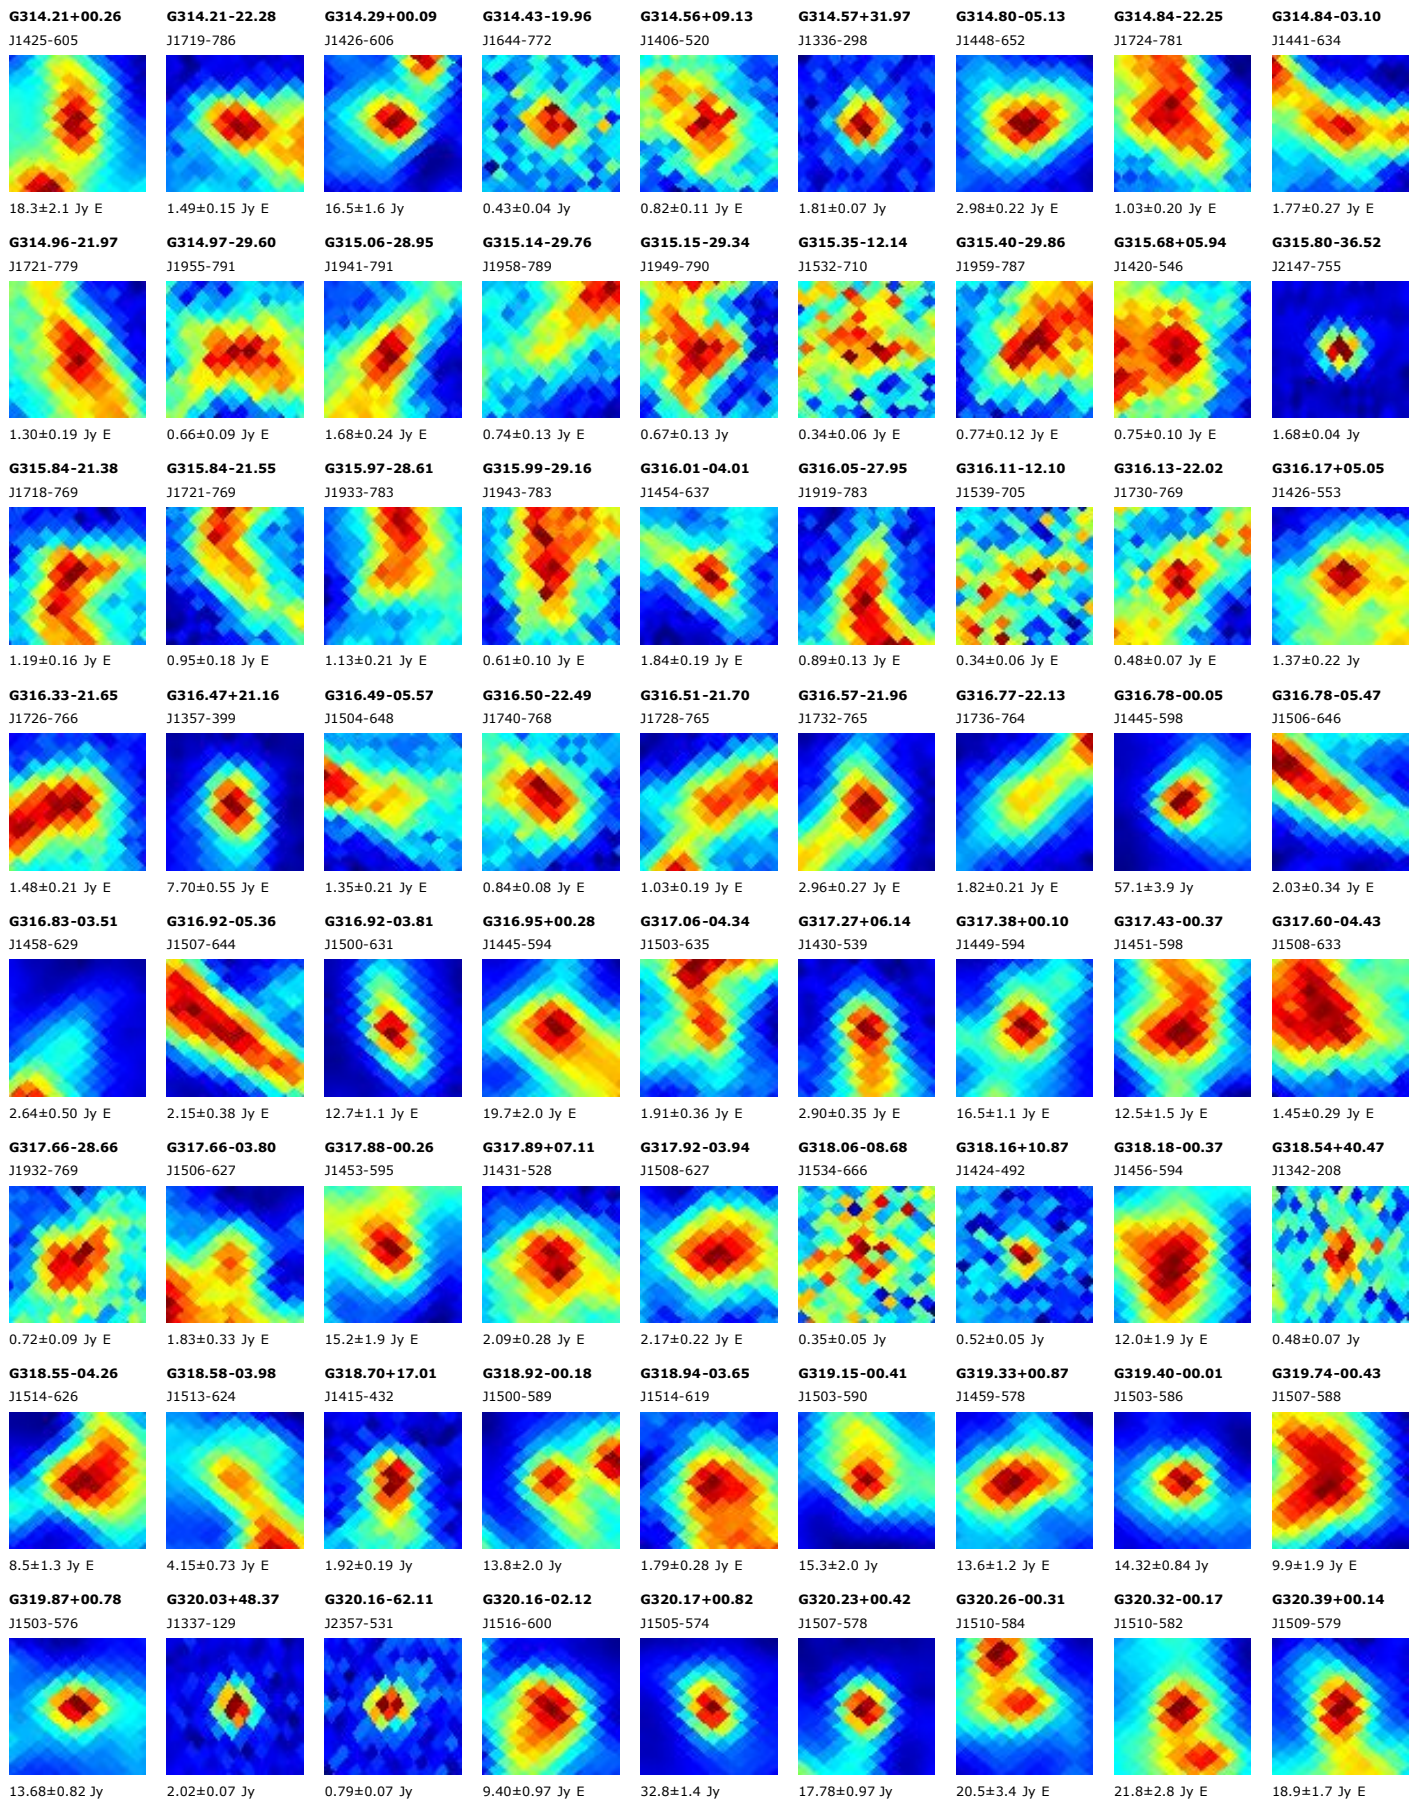 G314.21+00.26 G314.21-22.28 G314.29+00.09 G314.43-19.96 G314.56+09.13 G314.57+31.97 G314.80-05.13 G314.84-22.25 G314.84-03.10
J1425-605 J1719-786 J1426-606 J1644-772 J1406-520 J1336-298 J1448-652 J1724-781 J1441-634
18.3±2.1 Jy E 1.49±0.15 Jy E 16.5±1.6 Jy 0.43±0.04 Jy 0.82±0.11 Jy E 1.81±0.07 Jy 2.98±0.22 Jy E 1.03±0.20 Jy E 1.77±0.27 Jy E
G314.96-21.97 G314.97-29.60 G315.06-28.95 G315.14-29.76 G315.15-29.34 G315.35-12.14 G315.40-29.86 G315.68+05.94 G315.80-36.52
J1721-779 J1955-791 J1941-791 J1958-789 J1949-790 J1532-710 J1959-787 J1420-546 J2147-755
1.30±0.19 Jy E 0.66±0.09 Jy E 1.68±0.24 Jy E 0.74±0.13 Jy E 0.67±0.13 Jy 0.34±0.06 Jy E 0.77±0.12 Jy E 0.75±0.10 Jy E 1.68±0.04 Jy
G315.84-21.38 G315.84-21.55 G315.97-28.61 G315.99-29.16 G316.01-04.01 G316.05-27.95 G316.11-12.10 G316.13-22.02 G316.17+05.05
J1718-769 J1721-769 J1933-783 J1943-783 J1454-637 J1919-783 J1539-705 J1730-769 J1426-553
1.19±0.16 Jy E 0.95±0.18 Jy E 1.13±0.21 Jy E 0.61±0.10 Jy E 1.84±0.19 Jy E 0.89±0.13 Jy E 0.34±0.06 Jy E 0.48±0.07 Jy E 1.37±0.22 Jy
G316.33-21.65 G316.47+21.16 G316.49-05.57 G316.50-22.49 G316.51-21.70 G316.57-21.96 G316.77-22.13 G316.78-00.05 G316.78-05.47
J1726-766 J1357-399 J1504-648 J1740-768 J1728-765 J1732-765 J1736-764 J1445-598 J1506-646
1.48±0.21 Jy E 7.70±0.55 Jy E 1.35±0.21 Jy E 0.84±0.08 Jy E 1.03±0.19 Jy E 2.96±0.27 Jy E 1.82±0.21 Jy E 57.1±3.9 Jy 2.03±0.34 Jy E
G316.83-03.51 G316.92-05.36 G316.92-03.81 G316.95+00.28 G317.06-04.34 G317.27+06.14 G317.38+00.10 G317.43-00.37 G317.60-04.43
J1458-629 J1507-644 J1500-631 J1445-594 J1503-635 J1430-539 J1449-594 J1451-598 J1508-633
2.64±0.50 Jy E 2.15±0.38 Jy E 12.7±1.1 Jy E 19.7±2.0 Jy E 1.91±0.36 Jy E 2.90±0.35 Jy E 16.5±1.1 Jy E 12.5±1.5 Jy E 1.45±0.29 Jy E
G317.66-28.66 G317.66-03.80 G317.88-00.26 G317.89+07.11 G317.92-03.94 G318.06-08.68 G318.16+10.87 G318.18-00.37 G318.54+40.47
J1932-769 J1506-627 J1453-595 J1431-528 J1508-627 J1534-666 J1424-492 J1456-594 J1342-208
0.72±0.09 Jy E 1.83±0.33 Jy E 15.2±1.9 Jy E 2.09±0.28 Jy E 2.17±0.22 Jy E 0.35±0.05 Jy 0.52±0.05 Jy 12.0±1.9 Jy E 0.48±0.07 Jy
G318.55-04.26 G318.58-03.98 G318.70+17.01 G318.92-00.18 G318.94-03.65 G319.15-00.41 G319.33+00.87 G319.40-00.01 G319.74-00.43
J1514-626 J1513-624 J1415-432 J1500-589 J1514-619 J1503-590 J1459-578 J1503-586 J1507-588
8.5±1.3 Jy E 4.15±0.73 Jy E 1.92±0.19 Jy 13.8±2.0 Jy 1.79±0.28 Jy E 15.3±2.0 Jy 13.6±1.2 Jy E 14.32±0.84 Jy 9.9±1.9 Jy E
G319.87+00.78 G320.03+48.37 G320.16-62.11 G320.16-02.12 G320.17+00.82 G320.23+00.42 G320.26-00.31 G320.32-00.17 G320.39+00.14
J1503-576 J1337-129 J2357-531 J1516-600 J1505-574 J1507-578 J1510-584 J1510-582 J1509-579
13.68±0.82 Jy 2.02±0.07 Jy 0.79±0.07 Jy 9.40±0.97 Jy E 32.8±1.4 Jy 17.78±0.97 Jy 20.5±3.4 Jy E 21.8±2.8 Jy E 18.9±1.7 Jy E